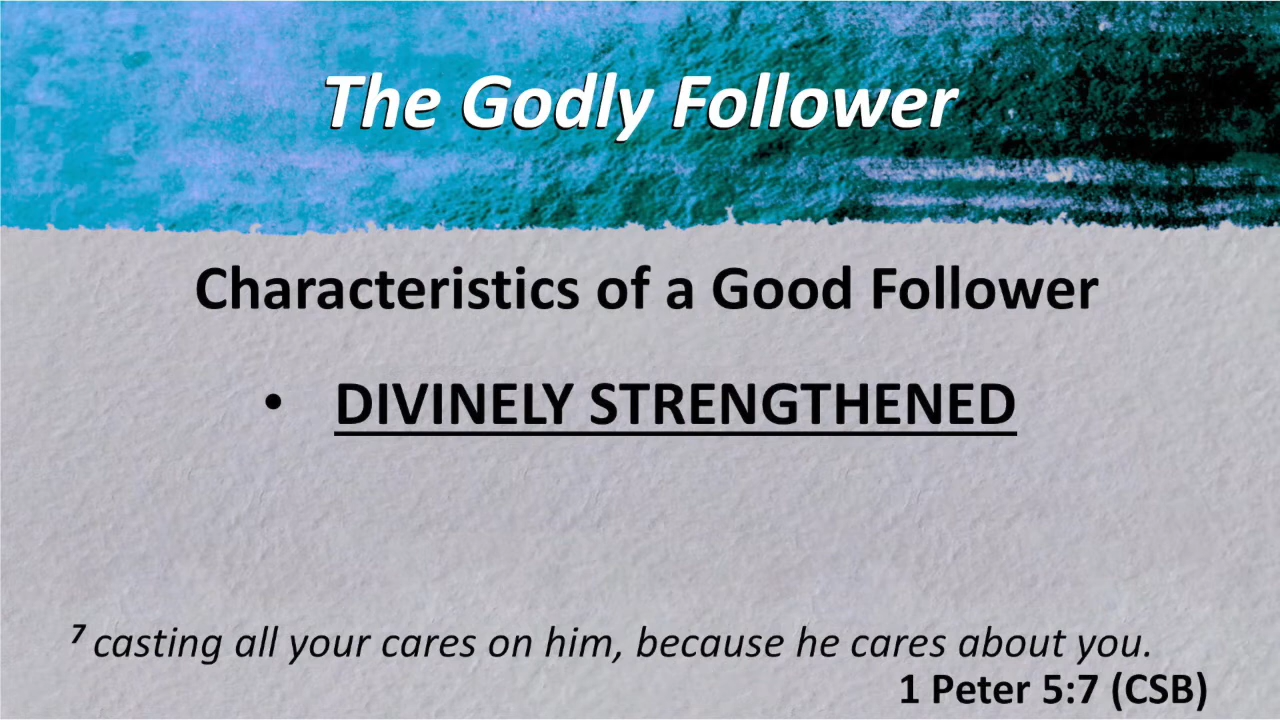 The Godly Follower
Characteristics of a Good Follower
• DIVINELY STRENGTHENED
7 casting all your cares on him, because he cares about you.
1 Peter 5:7 (CSB)